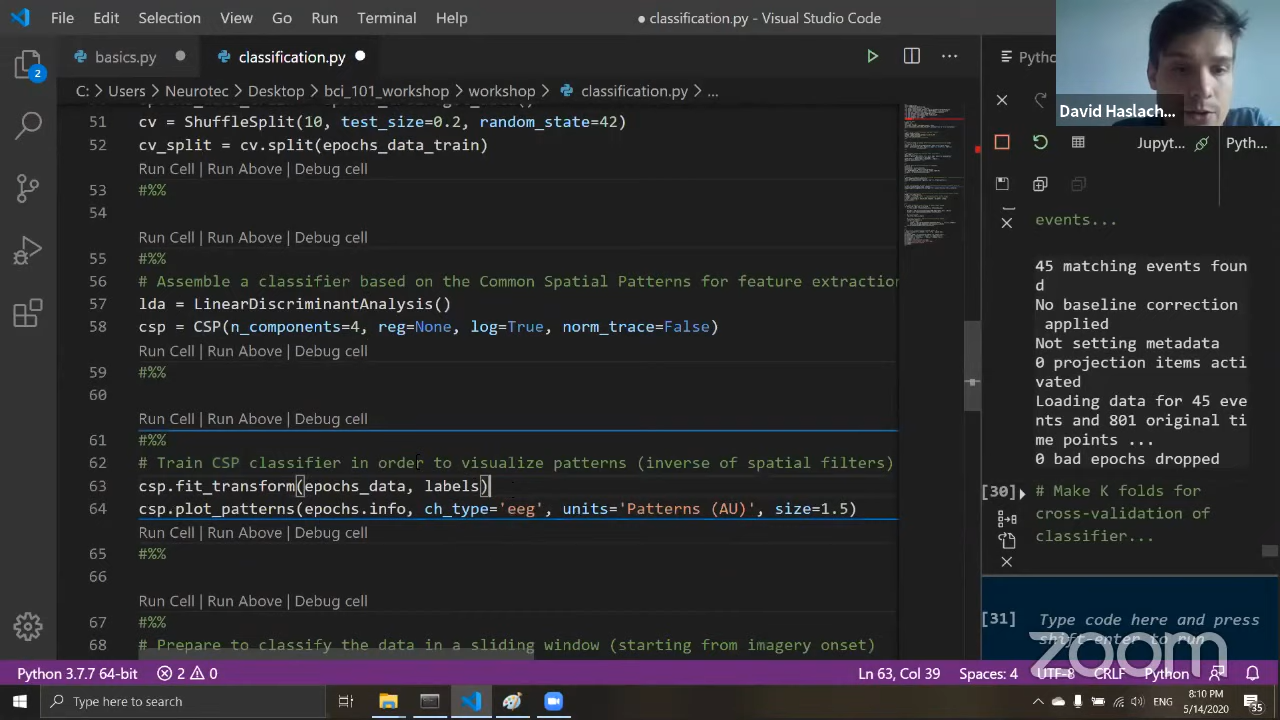 File Edit Selection View Go Run Terminal Help
classification.py - Visual Studio Code
basics.py
classification.py
Pytho
C: > Users > Neurotec > Desktop > bci_101_workshop > workshop > classification.py > ...
David Haslach...
2
51 cv = ShuffleSplit(10, test_size=0.2, random_state=42)
52 cv_split = cv.split(epochs_data_train)
Run Cell | Run Above | Debug cell
53 #%%
54
Run Cell | Run Above | Debug cell
55 #%%
56 # Assemble a classifier based on the Common Spatial Patterns for feature extraction
57 lda = LinearDiscriminantAnalysis()
58 csp = CSP(n_components=4, reg=None, log=True, norm_trace=False)
Run Cell | Run Above | Debug cell
59 #%%
60
Run Cell | Run Above | Debug cell
61 #%%
62 # Train CSP classifier in order to visualize patterns (inverse of spatial filters)
63 csp.fit_transform(epochs_data, labels)
64 csp.plot_patterns(epochs.info, ch_type='eeg', units='Patterns (AU)', size=1.5)
Run Cell | Run Above | Debug cell
65 #%%
66
Run Cell | Run Above | Debug cell
67 #%%
68 # Prepare to classify the data in a sliding window (starting from imagery onset)
Jupyt... Pyth...
events...
45 matching events foun
d
No baseline correction
applied
Not setting metadata
0 projection items acti
vated
Loading data for 45 eve
nts and 801 original ti
me points ...
0 bad epochs dropped
[30] # Make K folds for
cross-validation of
classifier...
[31] Type code here and press
shift-enter to run
zoom
Python 3.7.7 64-bit 2 0 Ln 63, Col 39 Spaces: 4 UTF-8 CRLF Python
Type here to search
8:10 PM
5/14/2020
35